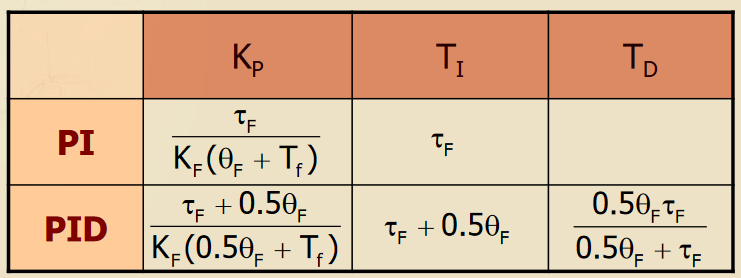 K_P T_I T_D
PI τ_F / K_F(θ_F + T_f) τ_F
PID τ_F + 0.5θ_F / K_F(0.5θ_F + T_f) τ_F + 0.5θ_F 0.5θ_Fτ_F / 0.5θ_F + τ_F